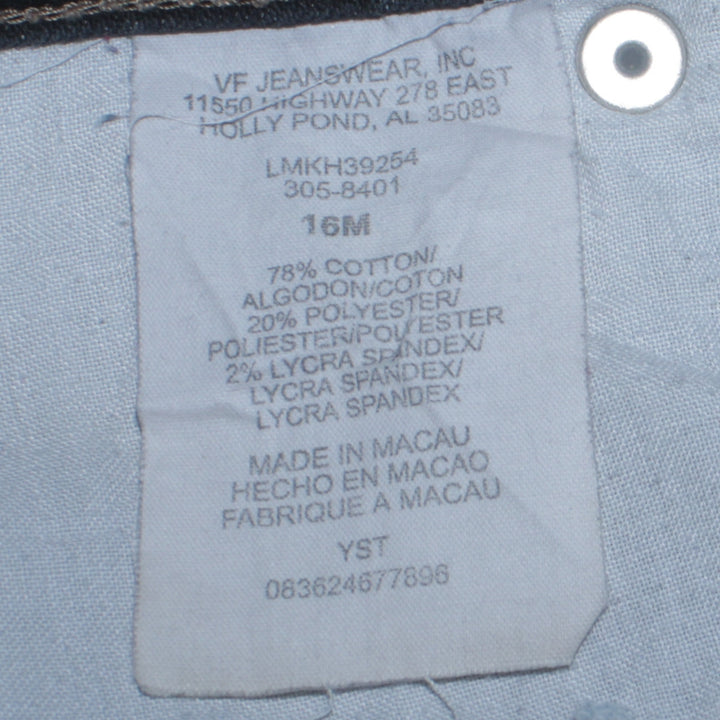 VF JEANSWEAR, INC
11550 HIGHWAY 278 EAST
HOLLY POND, AL 35083
LMKH39254
305-8401
16M
78% COTTON/
ALGODON/COTON
20% POLYESTER/
POLIESTER/POLYESTER
2% LYCRA SPANDEX/
LYCRA SPANDEX/
LYCRA SPANDEX
MADE IN MACAU
HECHO EN MACAO
FABRIQUE A MACAU
YST
083624677896